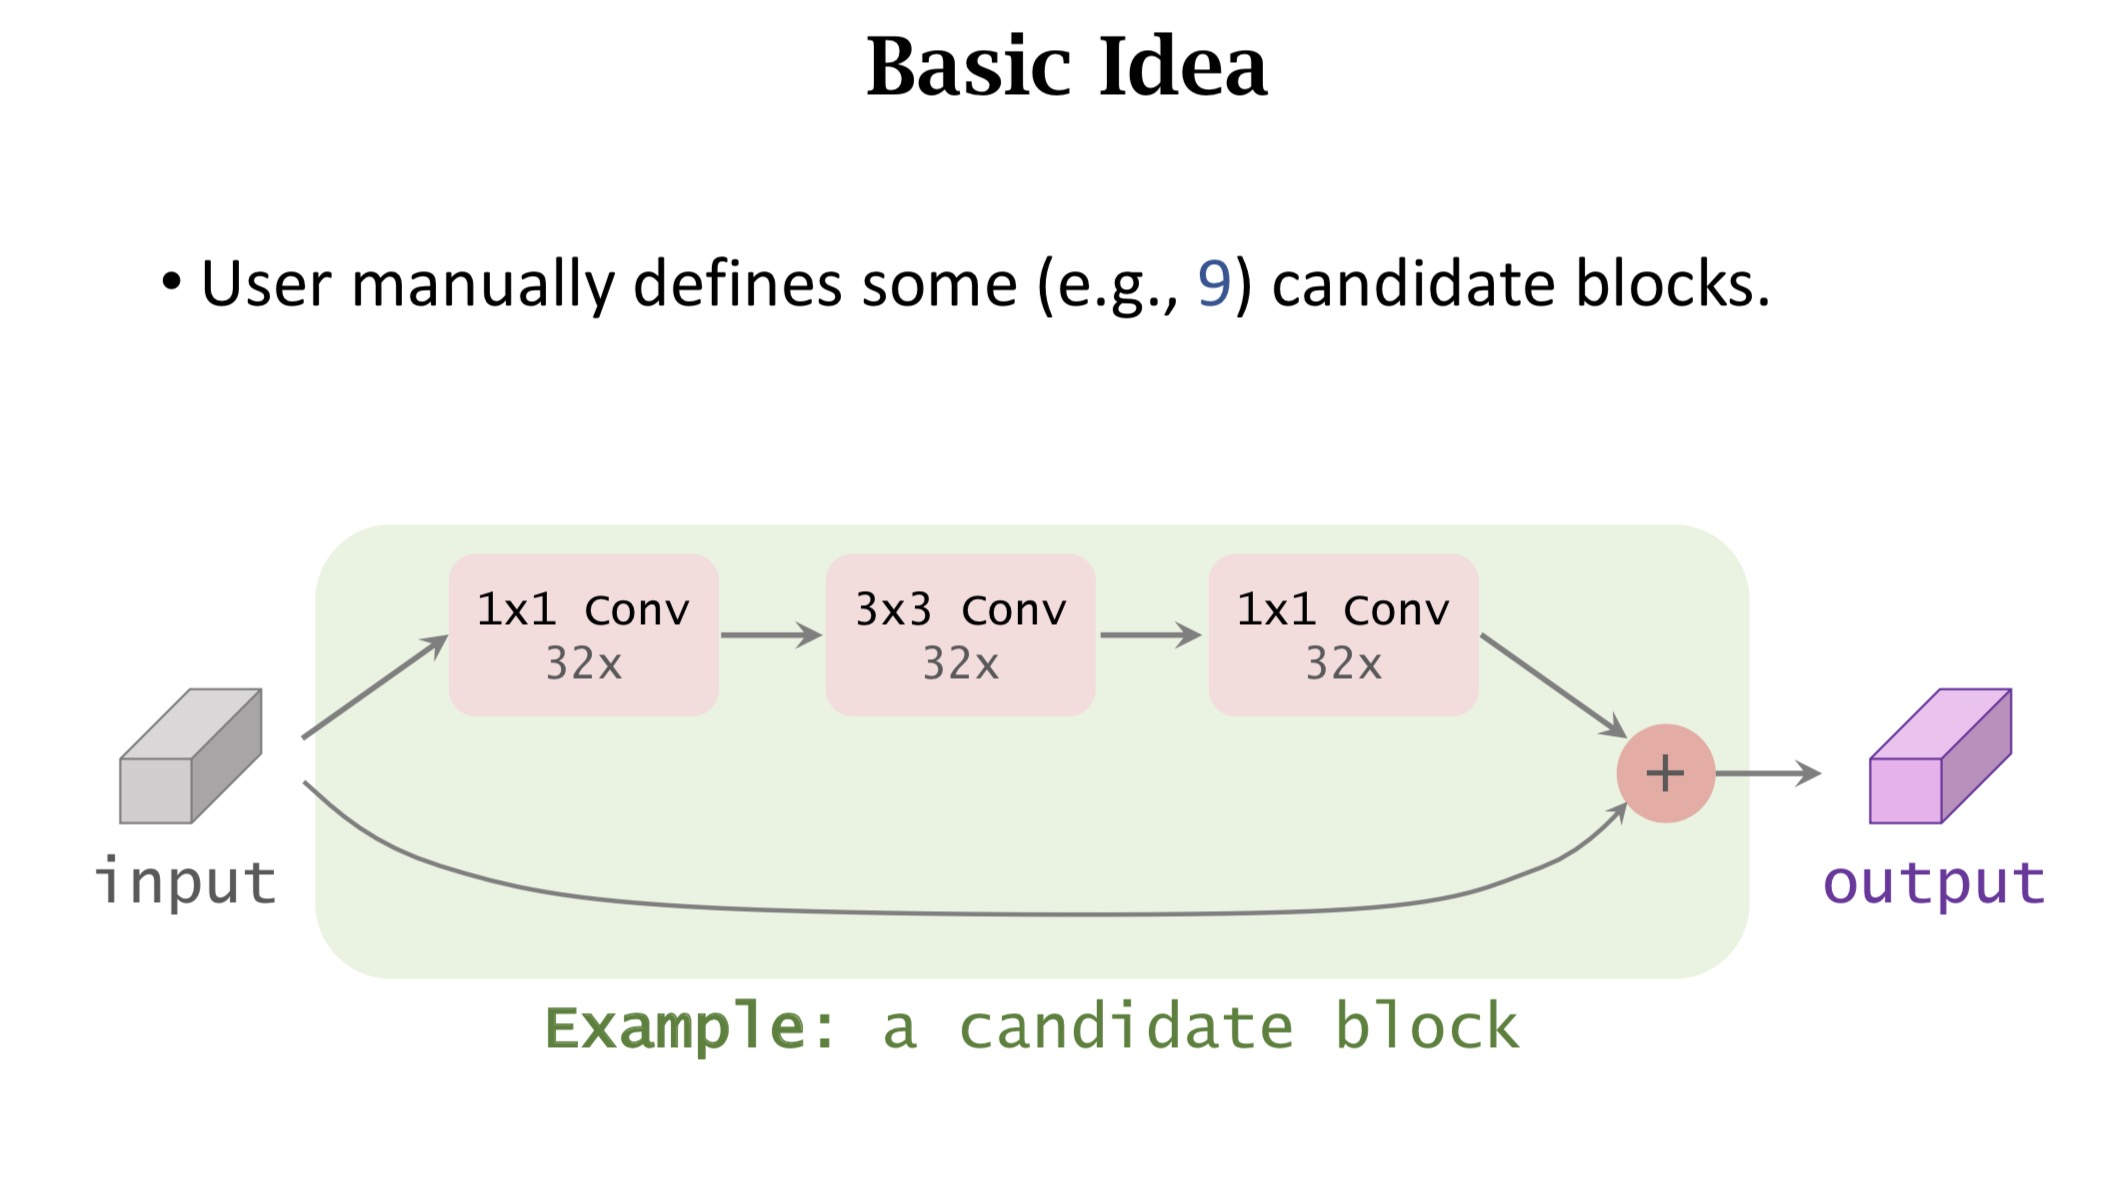 Basic Idea
• User manually defines some (e.g., 9) candidate blocks.
1x1 Conv
32x
3x3 Conv
32x
1x1 Conv
32x
+
input
output
Example: a candidate block